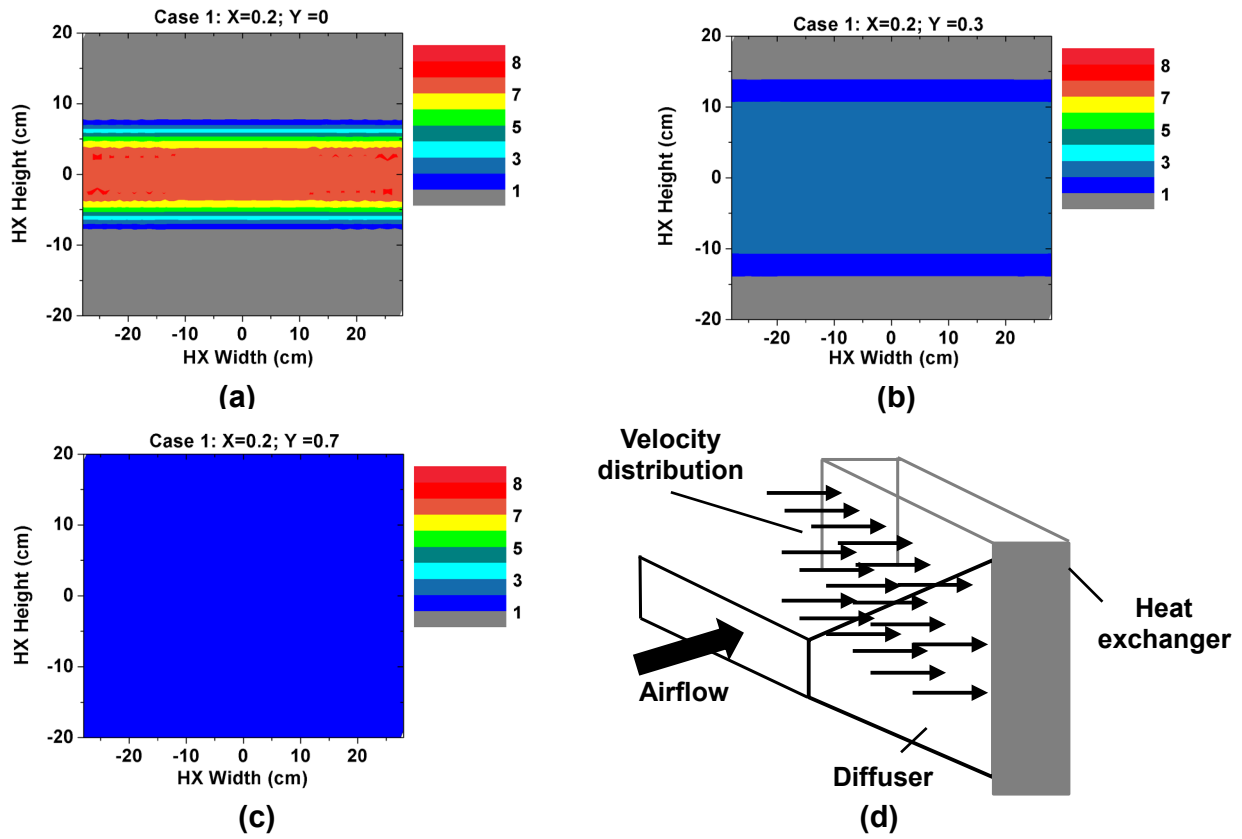 Case 1: X=0.2; Y =0
20
10
0
-10
-20
HX Height (cm)
-20 -10 0 10 20
HX Width (cm)
8
7
5
3
1
(a)
Case 1: X=0.2; Y =0.3
20
10
0
-10
-20
HX Height (cm)
-20 -10 0 10 20
HX Width (cm)
8
7
5
3
1
(b)
Case 1: X=0.2; Y =0.7
20
10
0
-10
-20
HX Height (cm)
-20 -10 0 10 20
HX Width (cm)
8
7
5
3
1
(c)
Velocity
distribution
Airflow
Diffuser
Heat
exchanger
(d)